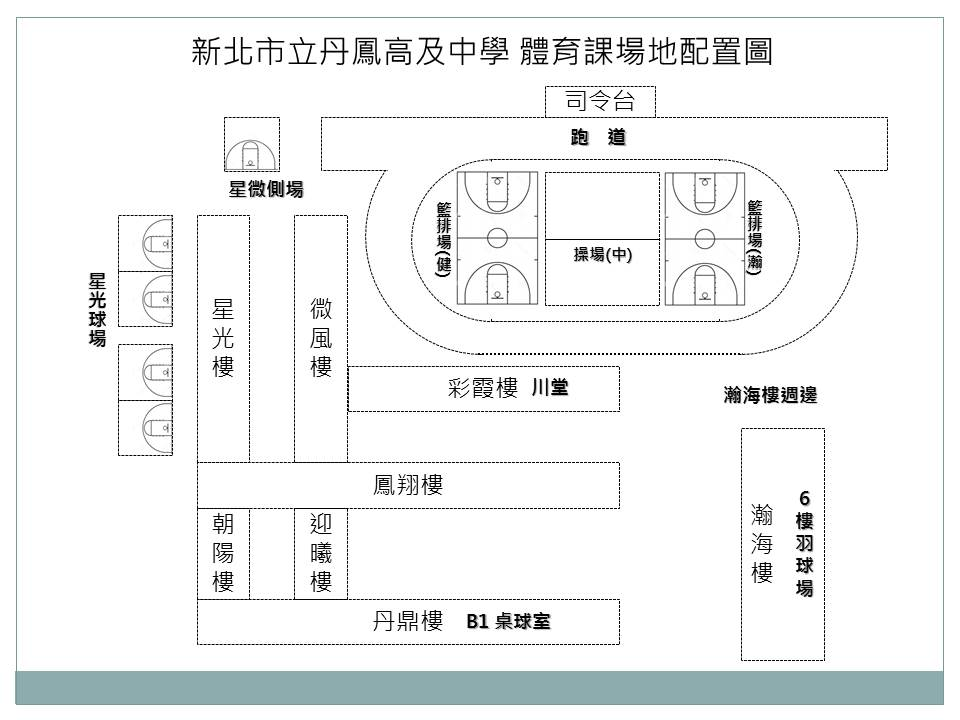 新北市立丹鳳高及中學 體育課場地配置圖
司令台
跑 道
星微側場
籃排場(健)
操場(中)
籃排場(瀚)
星光球場
星光樓
微風樓
彩霞樓 川堂
瀚海樓週邊
鳳翔樓
朝陽樓
迎曦樓
瀚海樓
6樓羽球場
丹鼎樓 B1 桌球室